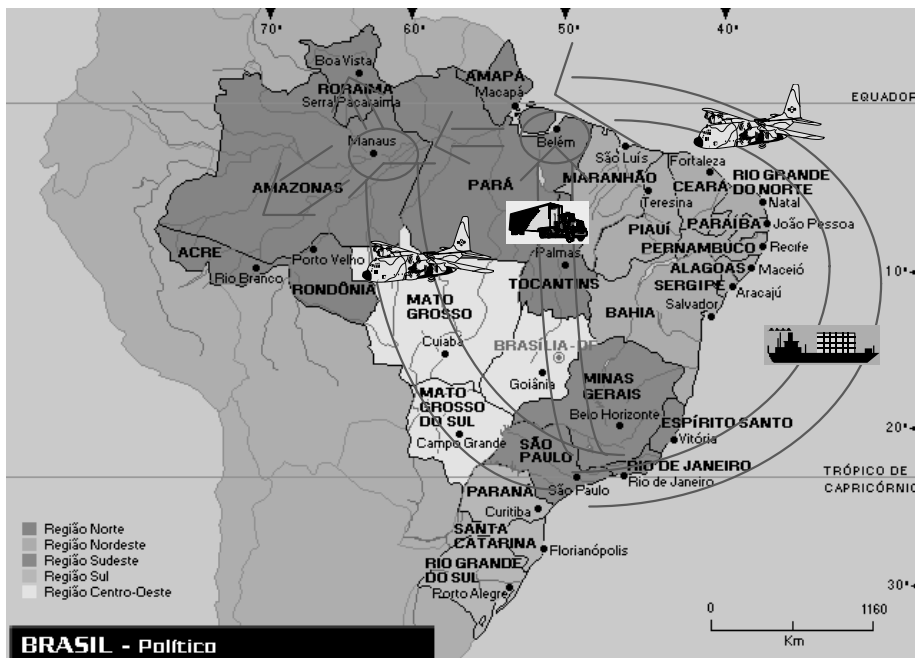 70°
60°
50°
40°
Boa Vista
RORAIMA
Serra Pacaraima
AMAPÁ
Macapá
EQUADOR
Manaus
Belém
São Luís
Fortaleza
AMAZONAS
PARÁ
MARANHÃO
Teresina
CEARÁ
RIO GRANDE
DO NORTE
Natal
PIAUÍ
PARAÍBA
João Pessoa
PERNAMBUCO
Recife
ACRE
Rio Branco
Porto Velho
RONDÔNIA
Palmas
TOCANTINS
ALAGOAS
Maceió
SERGIPE
Aracajú
10°
MATO
GROSSO
Cuiaba
BAHIA
Salvador
BRASÍLIA-DF
Goiânia
MATO
GROSSO
DO SUL
Campo Grande
MINAS
GERAIS
Belo Horizonte
ESPÍRITO SANTO
Vitória
20°
SÃO
PAULO
São Paulo
RIO DE JANEIRO
Rio de Janeiro
TRÓPICO DE
CAPRICÓRNIO
PARANÁ
Curitiba
SANTA
CATARINA
Florianópolis
RIO GRANDE
DO SUL
Porto Alegre
30°
Região Norte
Região Nordeste
Região Sudeste
Região Sul
Região Centro-Oeste
0
1160
Km
BRASIL - Político